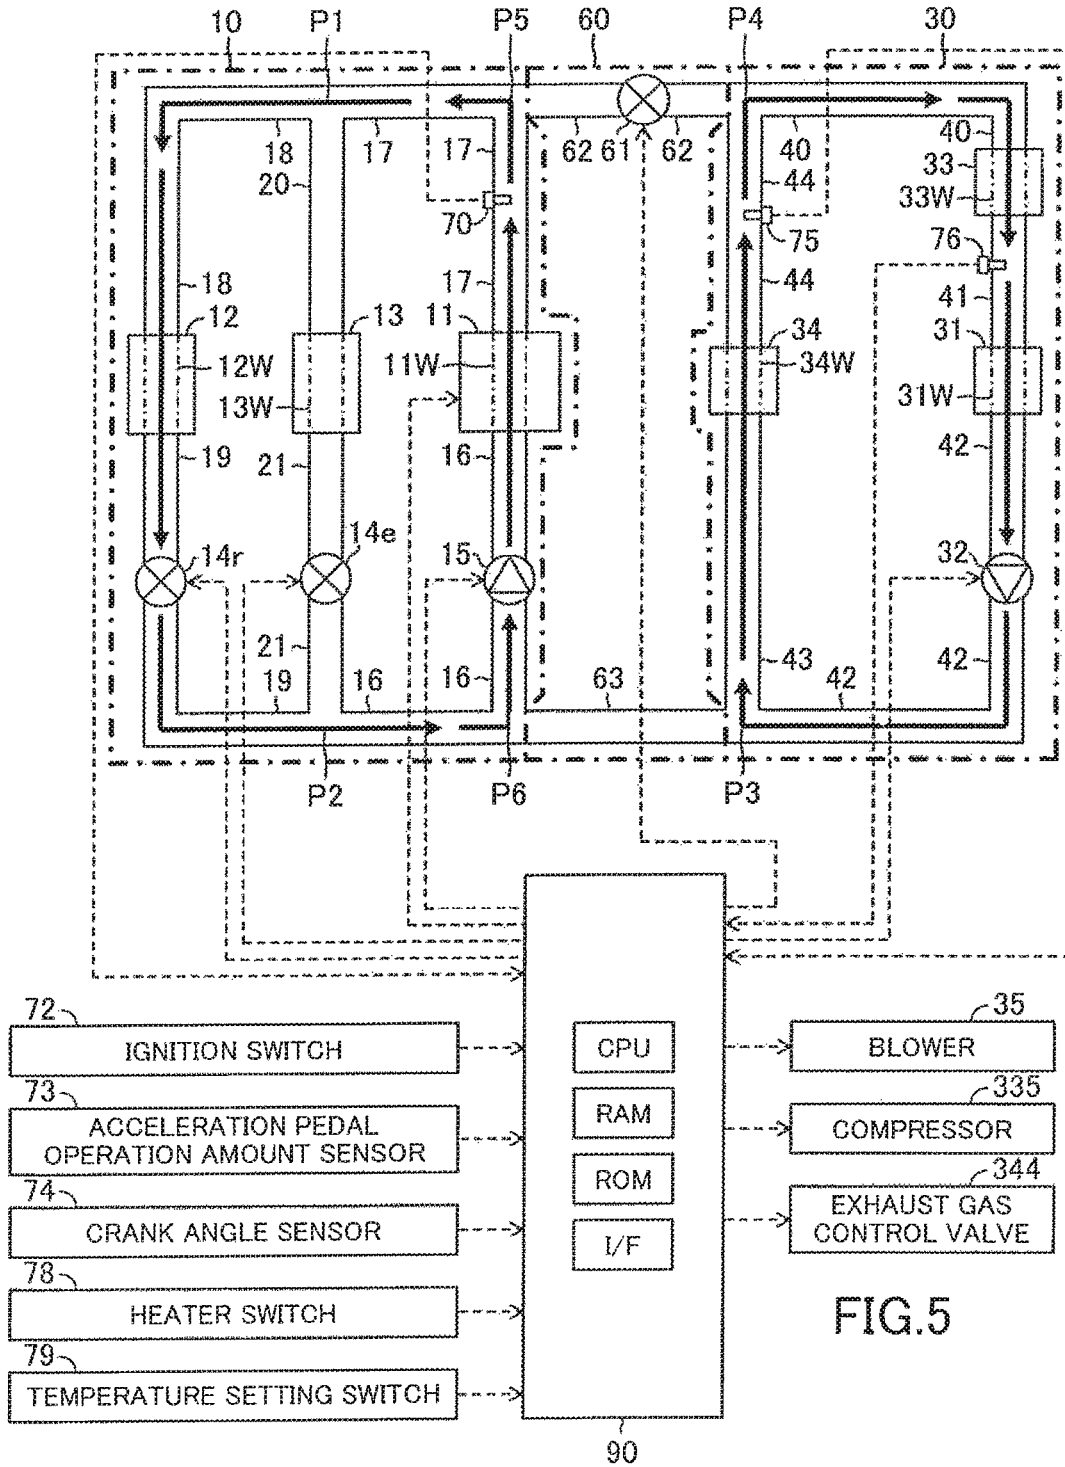 10 P1 P5 60 P4 30
18 17 17 62 61 62 40 40
20 44 33
33W
70 75 76
18 17 44 41
12 13 11 34 31
12W 11W 34W
13W 31W
19 21 16 42
14r 14e 15 32
21 16 43 42
19 16 63 42
P2 P6 P3
72
IGNITION SWITCH
73
ACCELERATION PEDAL
OPERATION AMOUNT SENSOR
74
CRANK ANGLE SENSOR
78
HEATER SWITCH
79
TEMPERATURE SETTING SWITCH
CPU
RAM
ROM
I/F
90
35
BLOWER
335
COMPRESSOR
344
EXHAUST GAS
CONTROL VALVE
FIG.5